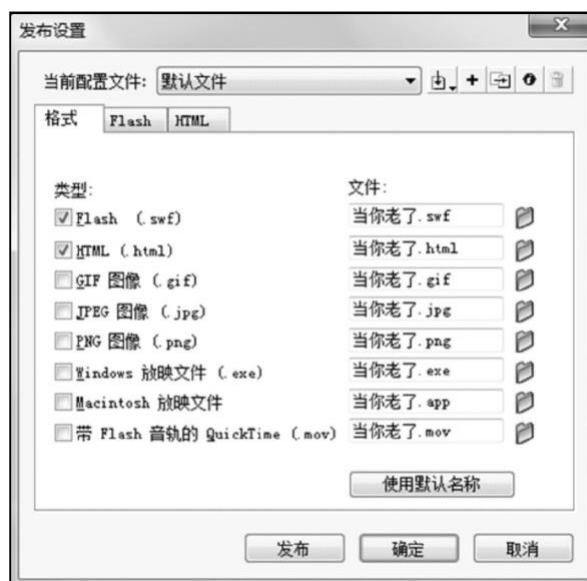 发布设置
当前配置文件: 默认文件
格式 Flash HTML
类型: 文件:
Flash (.swf) 当你老了.swf
HTML (.html) 当你老了.html
GIF 图像 (.gif) 当你老了.gif
JPEG 图像 (.jpg) 当你老了.jpg
PNG 图像 (.png) 当你老了.png
Windows 放映文件 (.exe) 当你老了.exe
Macintosh 放映文件 当你老了.app
带 Flash 音轨的 QuickTime (.mov) 当你老了.mov
使用默认名称
发布 确定 取消